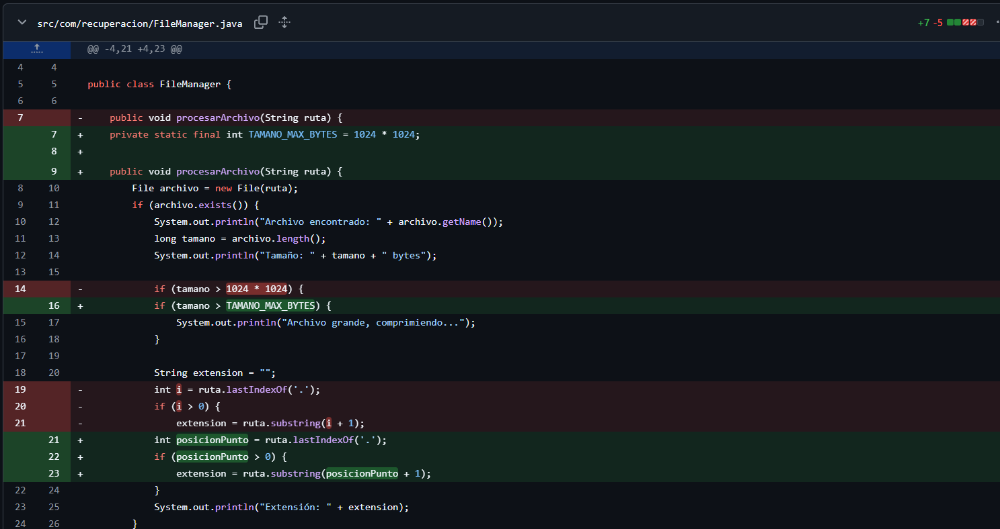 src/com/recuperacion/FileManager.java +7 -5
@@ -4,21 +4,23 @@
4 4
5 5 public class FileManager {
6 6
7 - public void procesarArchivo(String ruta) {
7 + private static final int TAMANO_MAX_BYTES = 1024 * 1024;
8 +
9 + public void procesarArchivo(String ruta) {
8 10 File archivo = new File(ruta);
9 11 if (archivo.exists()) {
10 12 System.out.println("Archivo encontrado: " + archivo.getName());
11 13 long tamano = archivo.length();
12 14 System.out.println("Tamaño: " + tamano + " bytes");
13 15
14 - if (tamano > 1024 * 1024) {
16 + if (tamano > TAMANO_MAX_BYTES) {
15 17 System.out.println("Archivo grande, comprimiendo...");
16 18 }
17 19
18 20 String extension = "";
19 - int i = ruta.lastIndexOf('.');
20 - if (i > 0) {
21 - extension = ruta.substring(i + 1);
21 + int posicionPunto = ruta.lastIndexOf('.');
22 + if (posicionPunto > 0) {
23 + extension = ruta.substring(posicionPunto + 1);
22 24 }
23 25 System.out.println("Extensión: " + extension);
24 26 }